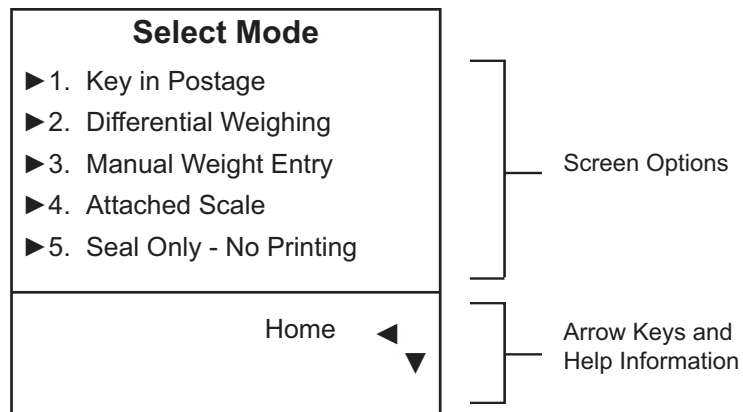 Select Mode
►1. Key in Postage
►2. Differential Weighing
►3. Manual Weight Entry
►4. Attached Scale
►5. Seal Only - No Printing
Screen Options
Home ◄
▼
Arrow Keys and
Help Information